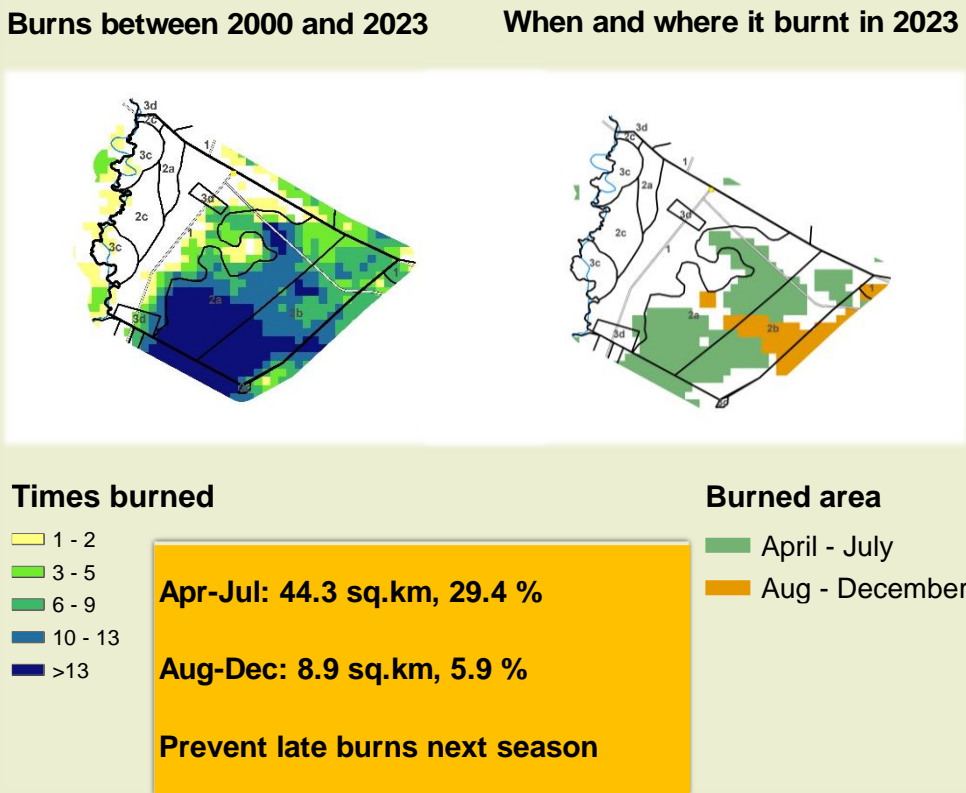 Burns between 2000 and 2023
When and where it burnt in 2023
3d
2c
3c
1
2a
3d
2c
1
3c
2a
2b
1
3d
3d
2c
1
3c
2a
3d
2c
1
3c
2a
2b
1
3d
Times burned
1 - 2
3 - 5
6 - 9
10 - 13
>13
Apr-Jul: 44.3 sq.km, 29.4 %
Aug-Dec: 8.9 sq.km, 5.9 %
Prevent late burns next season
Burned area
April - July
Aug - December